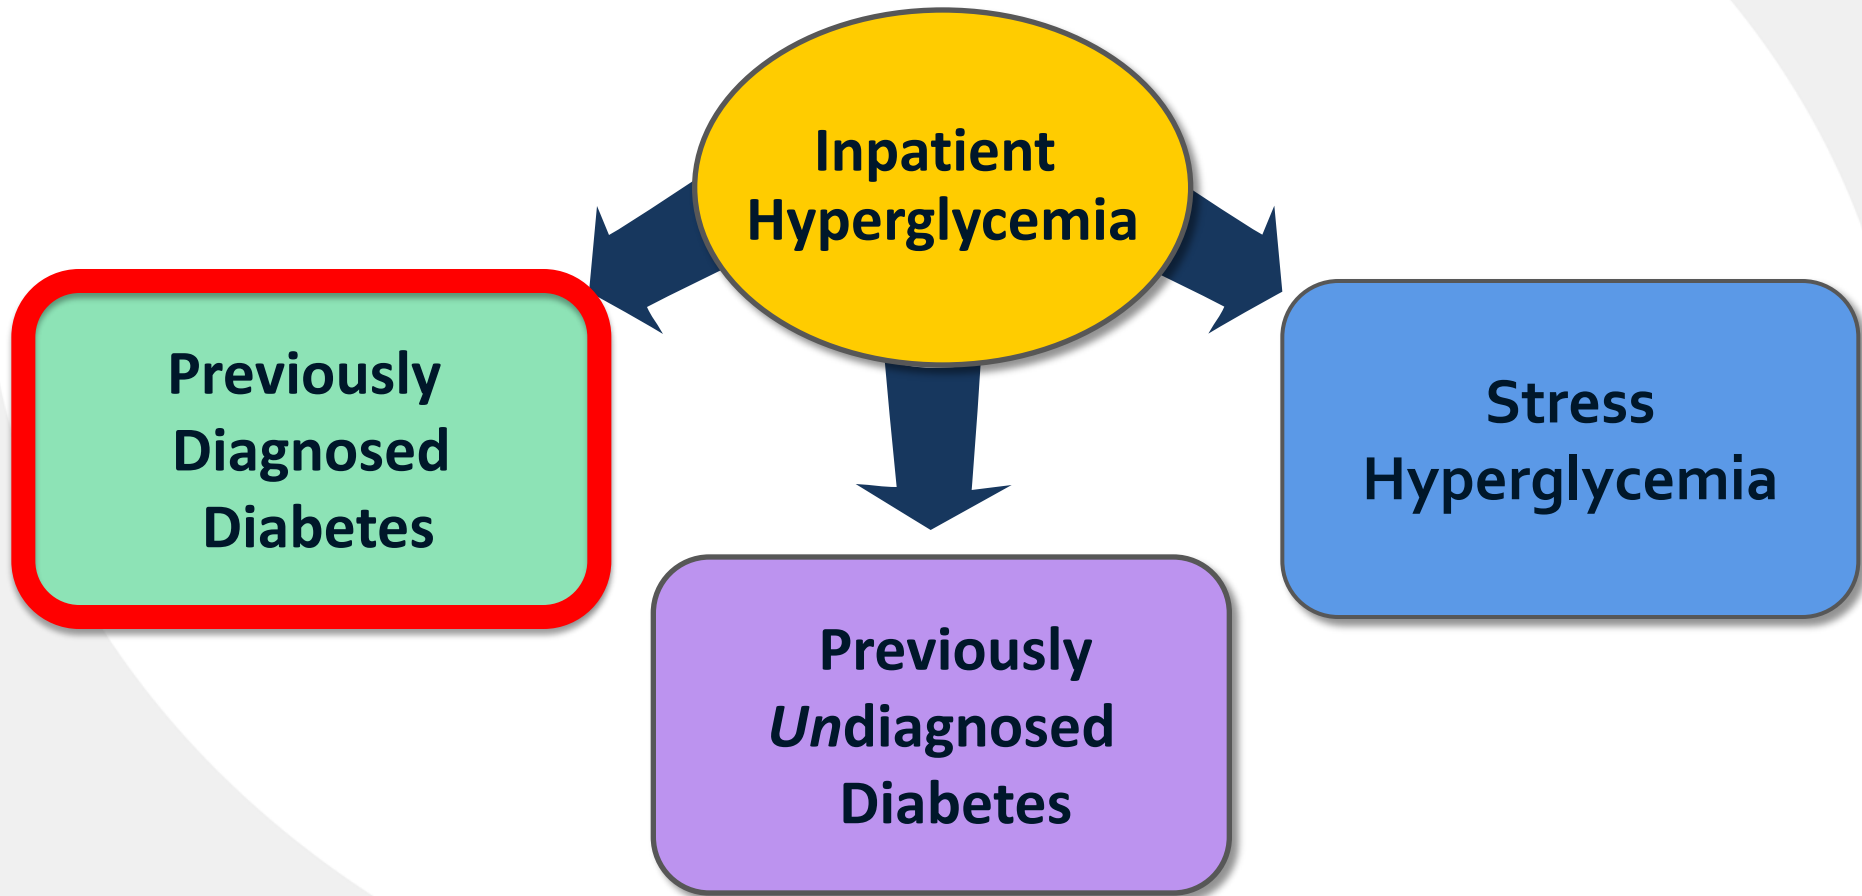 Inpatient
Hyperglycemia
Previously
Diagnosed
Diabetes
Previously
Undiagnosed
Diabetes
Stress
Hyperglycemia